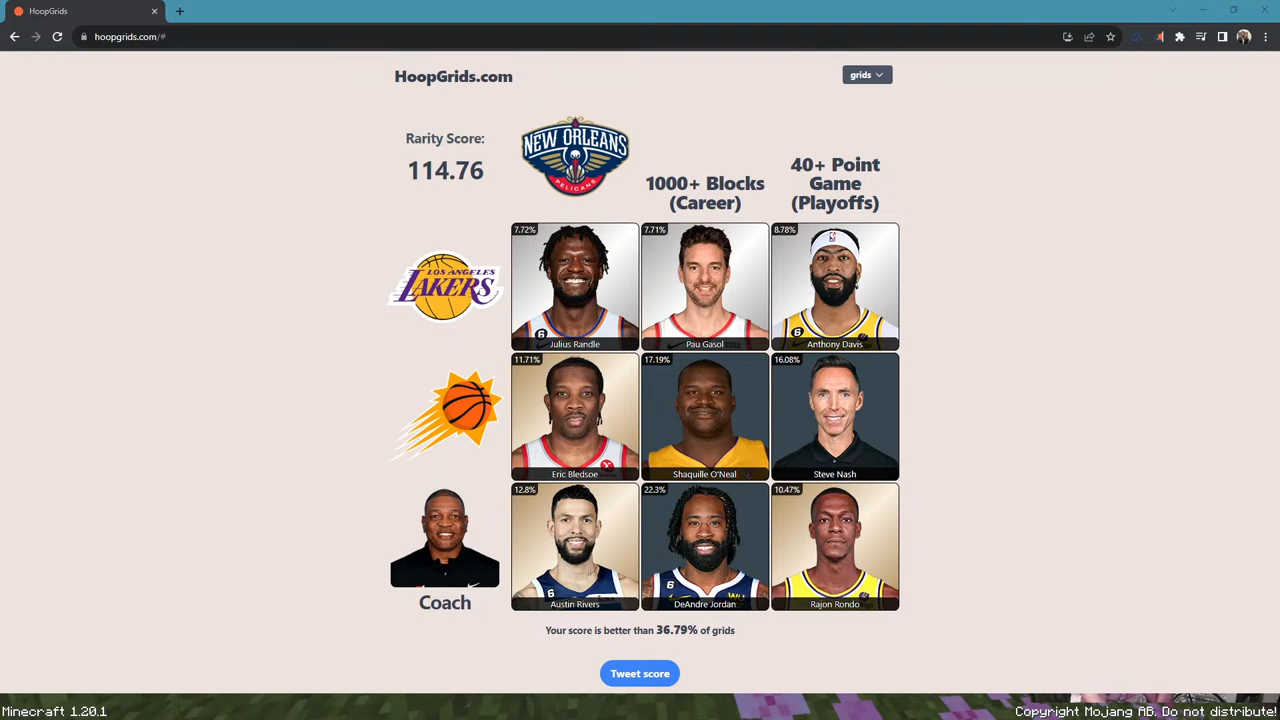 HoopGrids
hoopgrids.com/#
HoopGrids.com
grids
Rarity Score:
114.76
NEW ORLEANS
PELICANS
1000+ Blocks
(Career)
40+ Point
Game
(Playoffs)
LOS ANGELES
LAKERS
7.72%
6
Julius Randle
7.71%
Pau Gasol
8.78%
6
Anthony Davis
11.71%
Eric Bledsoe
17.19%
Shaquille O'Neal
16.08%
Steve Nash
Coach
12.8%
6
Austin Rivers
22.3%
6
DeAndre Jordan
10.47%
Rajon Rondo
Your score is better than 36.79% of grids
Tweet score
Minecraft 1.20.1
Copyright Mojang AB. Do not distribute!